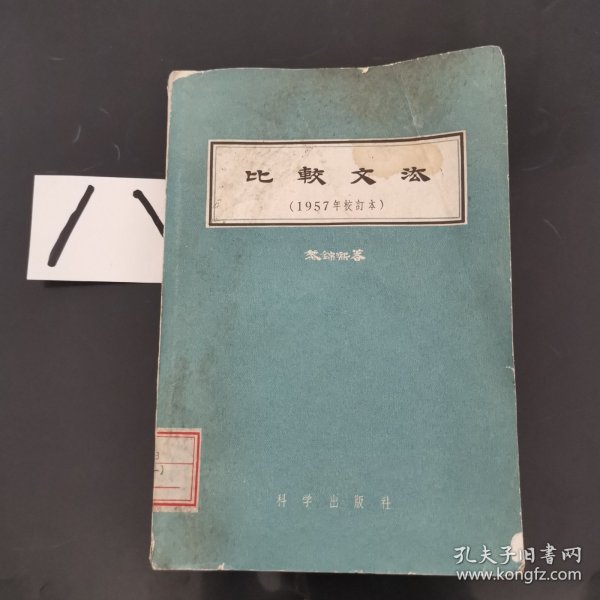 比較文法
(1957年校訂本)
黎錦熙著
科学出版社
孔夫子旧书网
www.kongfz.com